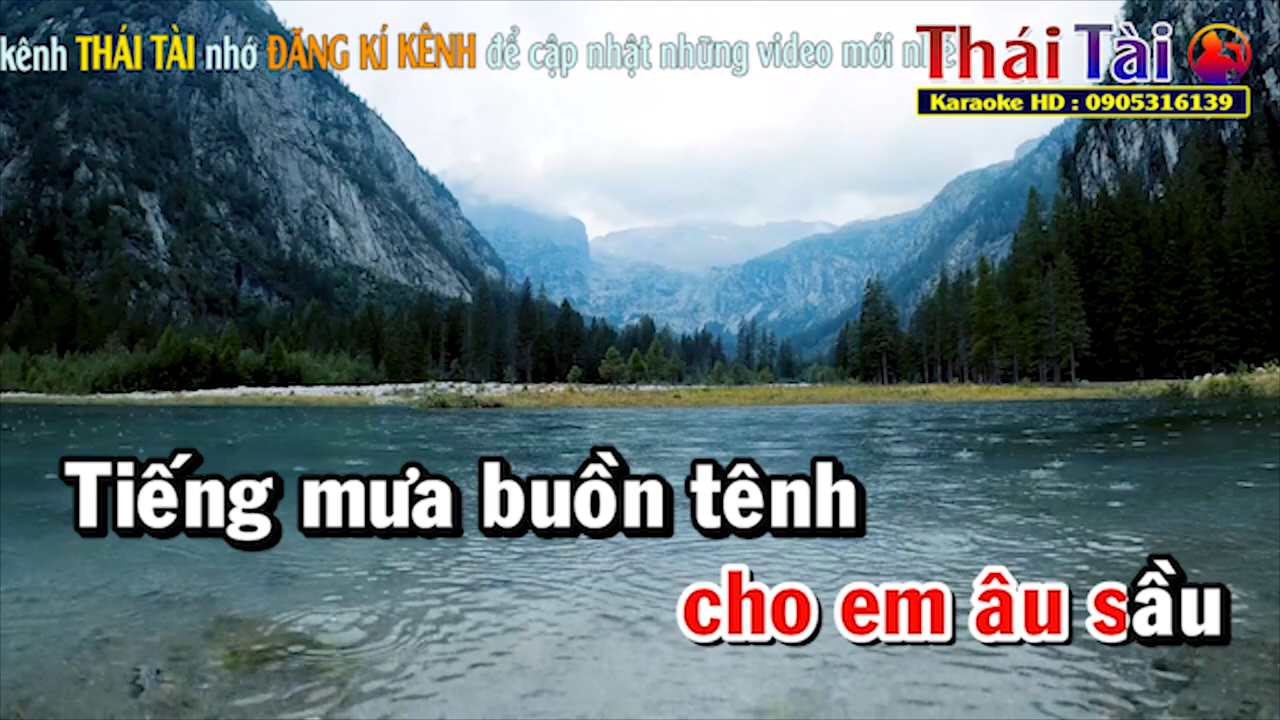 kênh THÁI TÀI nhớ ĐĂNG KÍ KÊNH để cập nhật những video mới
Thái Tài
Karaoke HD : 0905316139
Tiếng mưa buồn tênh
cho em âu sầu